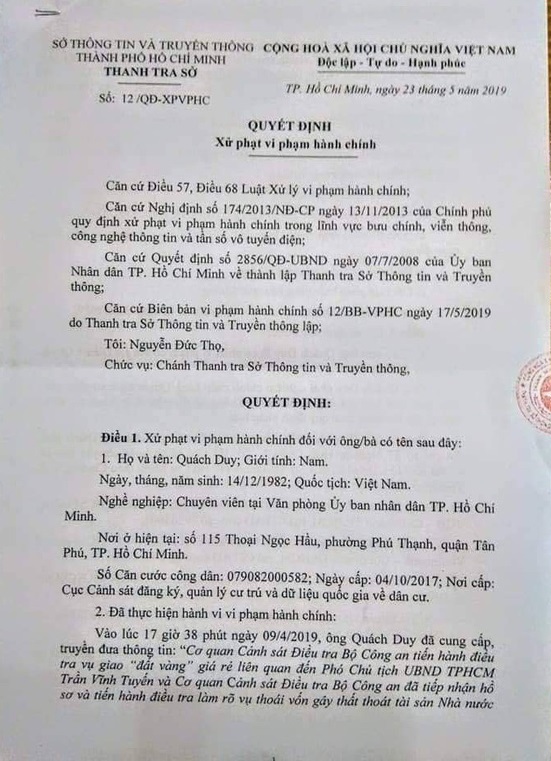 SỞ THÔNG TIN VÀ TRUYỀN THÔNG
THÀNH PHỐ HỒ CHÍ MINH
THANH TRA SỞ
Số: 12 /QĐ-XPVPHC
CỘNG HOÀ XÃ HỘI CHỦ NGHĨA VIỆT NAM
Độc lập - Tự do - Hạnh phúc
TP. Hồ Chí Minh, ngày 23 tháng 5 năm 2019
QUYẾT ĐỊNH
Xử phạt vi phạm hành chính
Căn cứ Điều 57, Điều 68 Luật Xử lý vi phạm hành chính;
Căn cứ Nghị định số 174/2013/NĐ-CP ngày 13/11/2013 của Chính phủ
quy định xử phạt vi phạm hành chính trong lĩnh vực bưu chính, viễn thông,
công nghệ thông tin và tần số vô tuyến điện;
Căn cứ Quyết định số 2856/QĐ-UBND ngày 07/7/2008 của Ủy ban
Nhân dân TP. Hồ Chí Minh về thành lập Thanh tra Sở Thông tin và Truyền
thông;
Căn cứ Biên bản vi phạm hành chính số 12/BB-VPHC ngày 17/5/2019
do Thanh tra Sở Thông tin và Truyền thông lập;
Tôi: Nguyễn Đức Thọ,
Chức vụ: Chánh Thanh tra Sở Thông tin và Truyền thông,
QUYẾT ĐỊNH:
Điều 1. Xử phạt vi phạm hành chính đối với ông/bà có tên sau đây:
1. Họ và tên: Quách Duy; Giới tính: Nam.
Ngày, tháng, năm sinh: 14/12/1982; Quốc tịch: Việt Nam.
Nghề nghiệp: Chuyên viên tại Văn phòng Ủy ban nhân dân TP. Hồ Chí
Minh.
Nơi ở hiện tại: số 115 Thoại Ngọc Hầu, phường Phú Thạnh, quận Tân
Phú, TP. Hồ Chí Minh.
Số Căn cước công dân: 079082000582; Ngày cấp: 04/10/2017; Nơi cấp:
Cục Cảnh sát đăng ký, quản lý cư trú và dữ liệu quốc gia về dân cư.
2. Đã thực hiện hành vi vi phạm hành chính:
Vào lúc 17 giờ 38 phút ngày 09/4/2019, ông Quách Duy đã cung cấp,
truyền đưa thông tin: "Cơ quan Cảnh sát Điều tra Bộ Công an tiến hành điều
tra vụ giao "đất vàng" giá rẻ liên quan đến Phó Chủ tịch UBND TPHCM
Trần Vĩnh Tuyến và Cơ quan Cảnh sát Điều tra Bộ Công an đã tiếp nhận hồ
sơ và tiến hành điều tra làm rõ vụ thoái vốn gây thất thoát tài sản Nhà nước